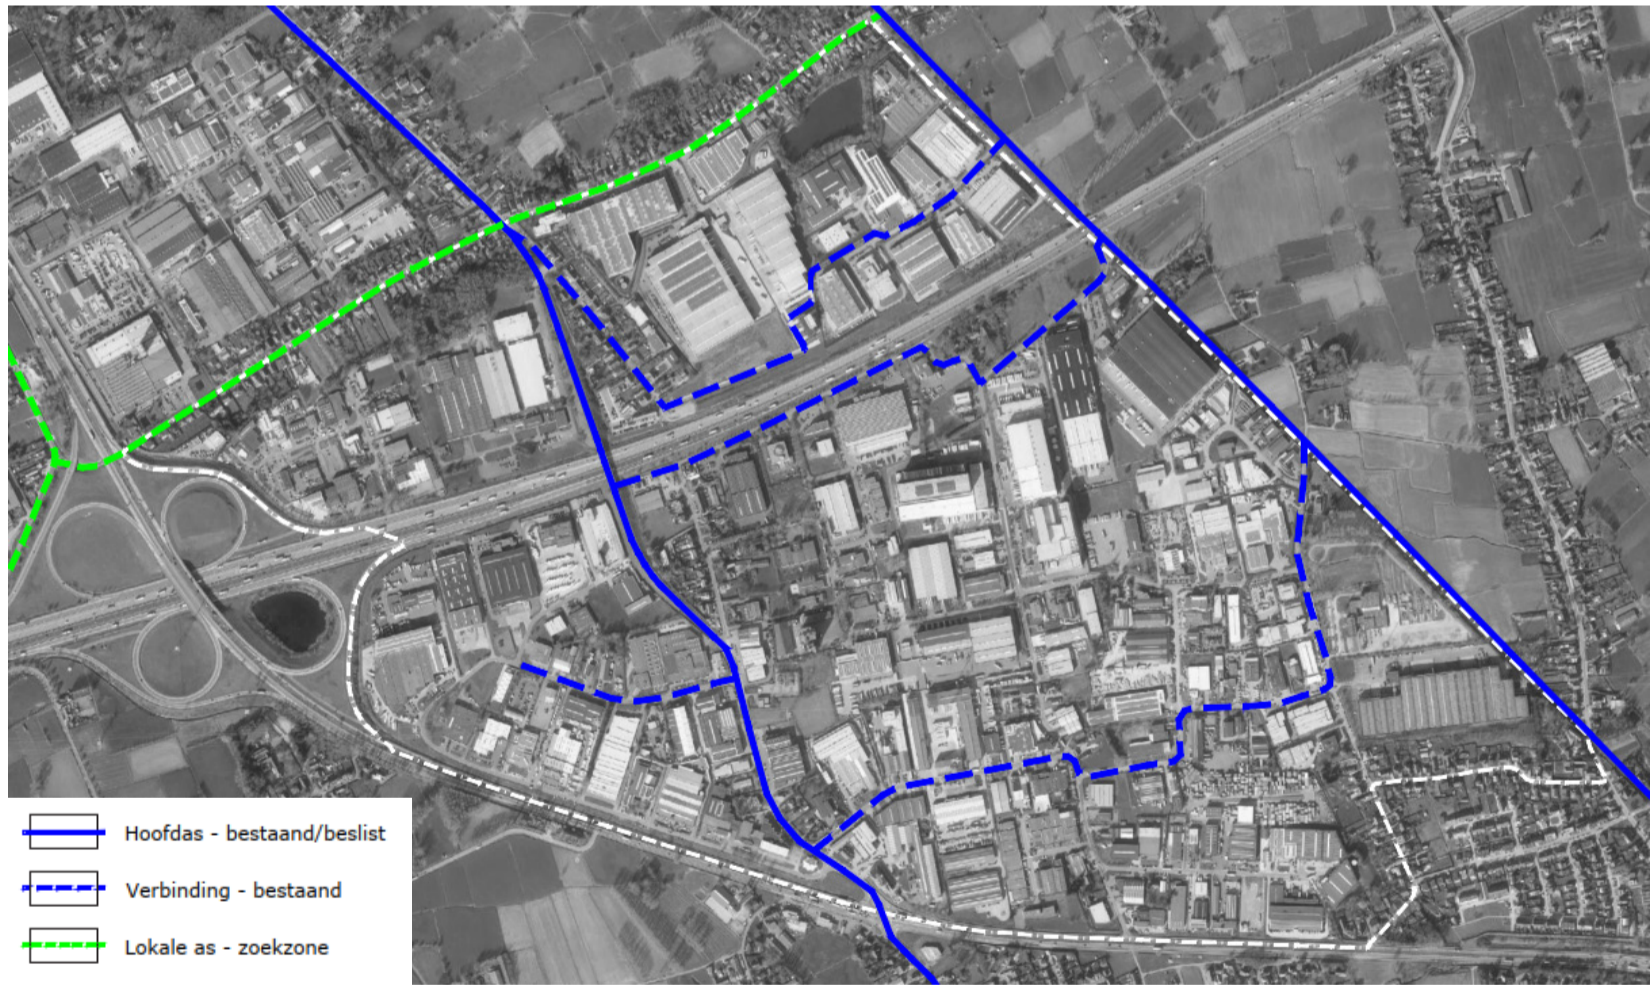 Hoofdas - bestaand/beslist
Verbinding - bestaand
Lokale as - zoekzone